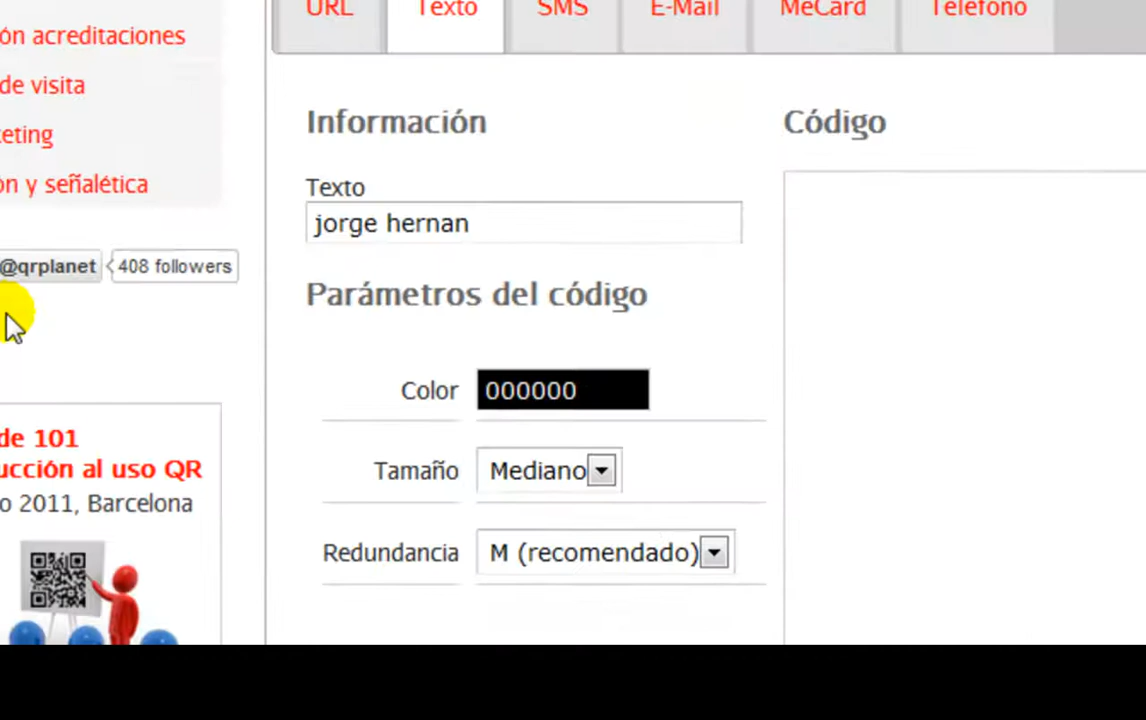 URL Texto SMS E-Mail MeCard Teléfono
ón acreditaciones
de visita
eting
ón y señalética
@qrplanet 408 followers
de 101
ucción al uso QR
o 2011, Barcelona
Información
Texto
jorge hernan
Parámetros del código
Color 000000
Tamaño Mediano
Redundancia M (recomendado)
Código